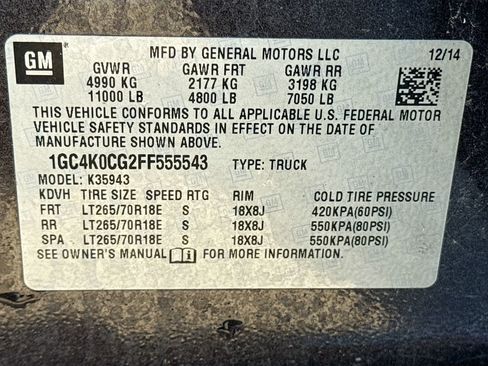 GM
MFD BY GENERAL MOTORS LLC 12/14
GVWR GAWR FRT GAWR RR
4990 KG 2177 KG 3198 KG
11000 LB 4800 LB 7050 LB
THIS VEHICLE CONFORMS TO ALL APPLICABLE U.S. FEDERAL MOTOR
VEHICLE SAFETY STANDARDS IN EFFECT ON THE DATE OF
MANUFACTURE SHOWN ABOVE.
1GC4K0CG2FF555543 TYPE: TRUCK
MODEL: K35943
KDVH TIRE SIZE SPEED RTG RIM COLD TIRE PRESSURE
FRT LT265/70R18E S 18X8J 420KPA(60PSI)
RR LT265/70R18E S 18X8J 550KPA(80PSI)
SPA LT265/70R18E S 18X8J 550KPA(80PSI)
SEE OWNER'S MANUAL FOR MORE INFORMATION.